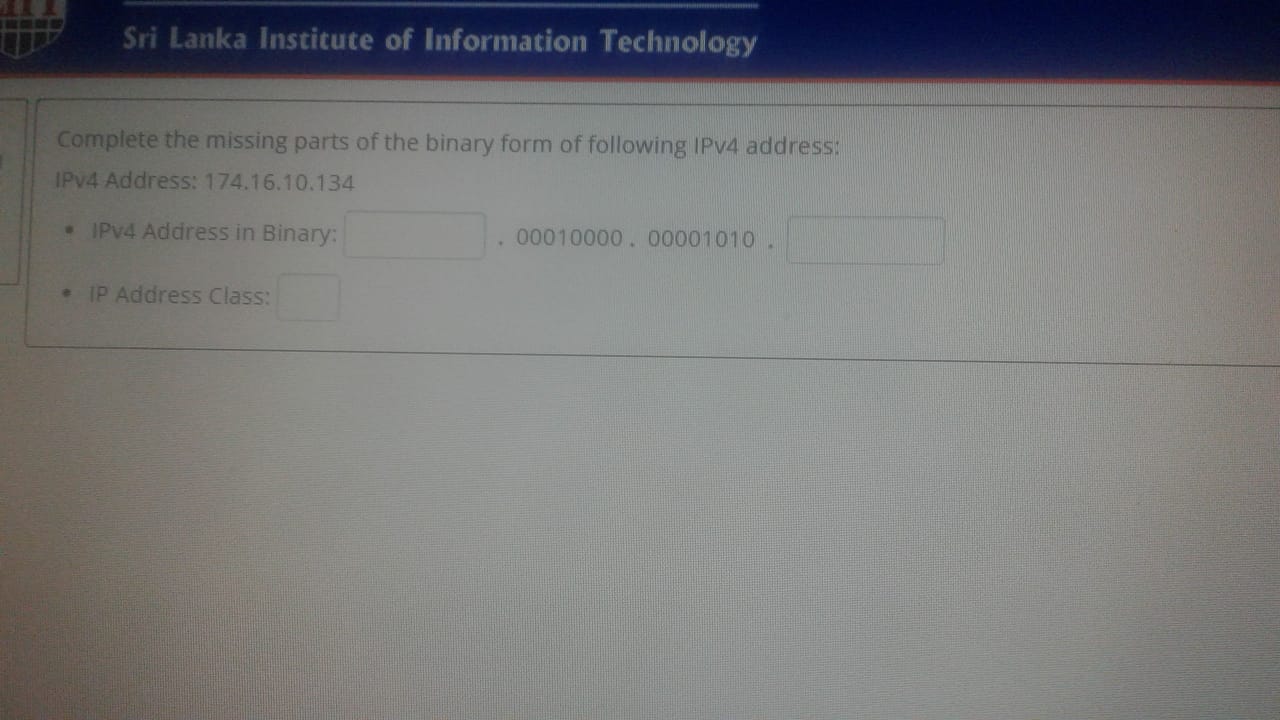 Sri Lanka Institute of Information Technology
Complete the missing parts of the binary form of following IPv4 address:
IPv4 Address: 174.16.10.134
• IPv4 Address in Binary: . 00010000 . 00001010 .
• IP Address Class: